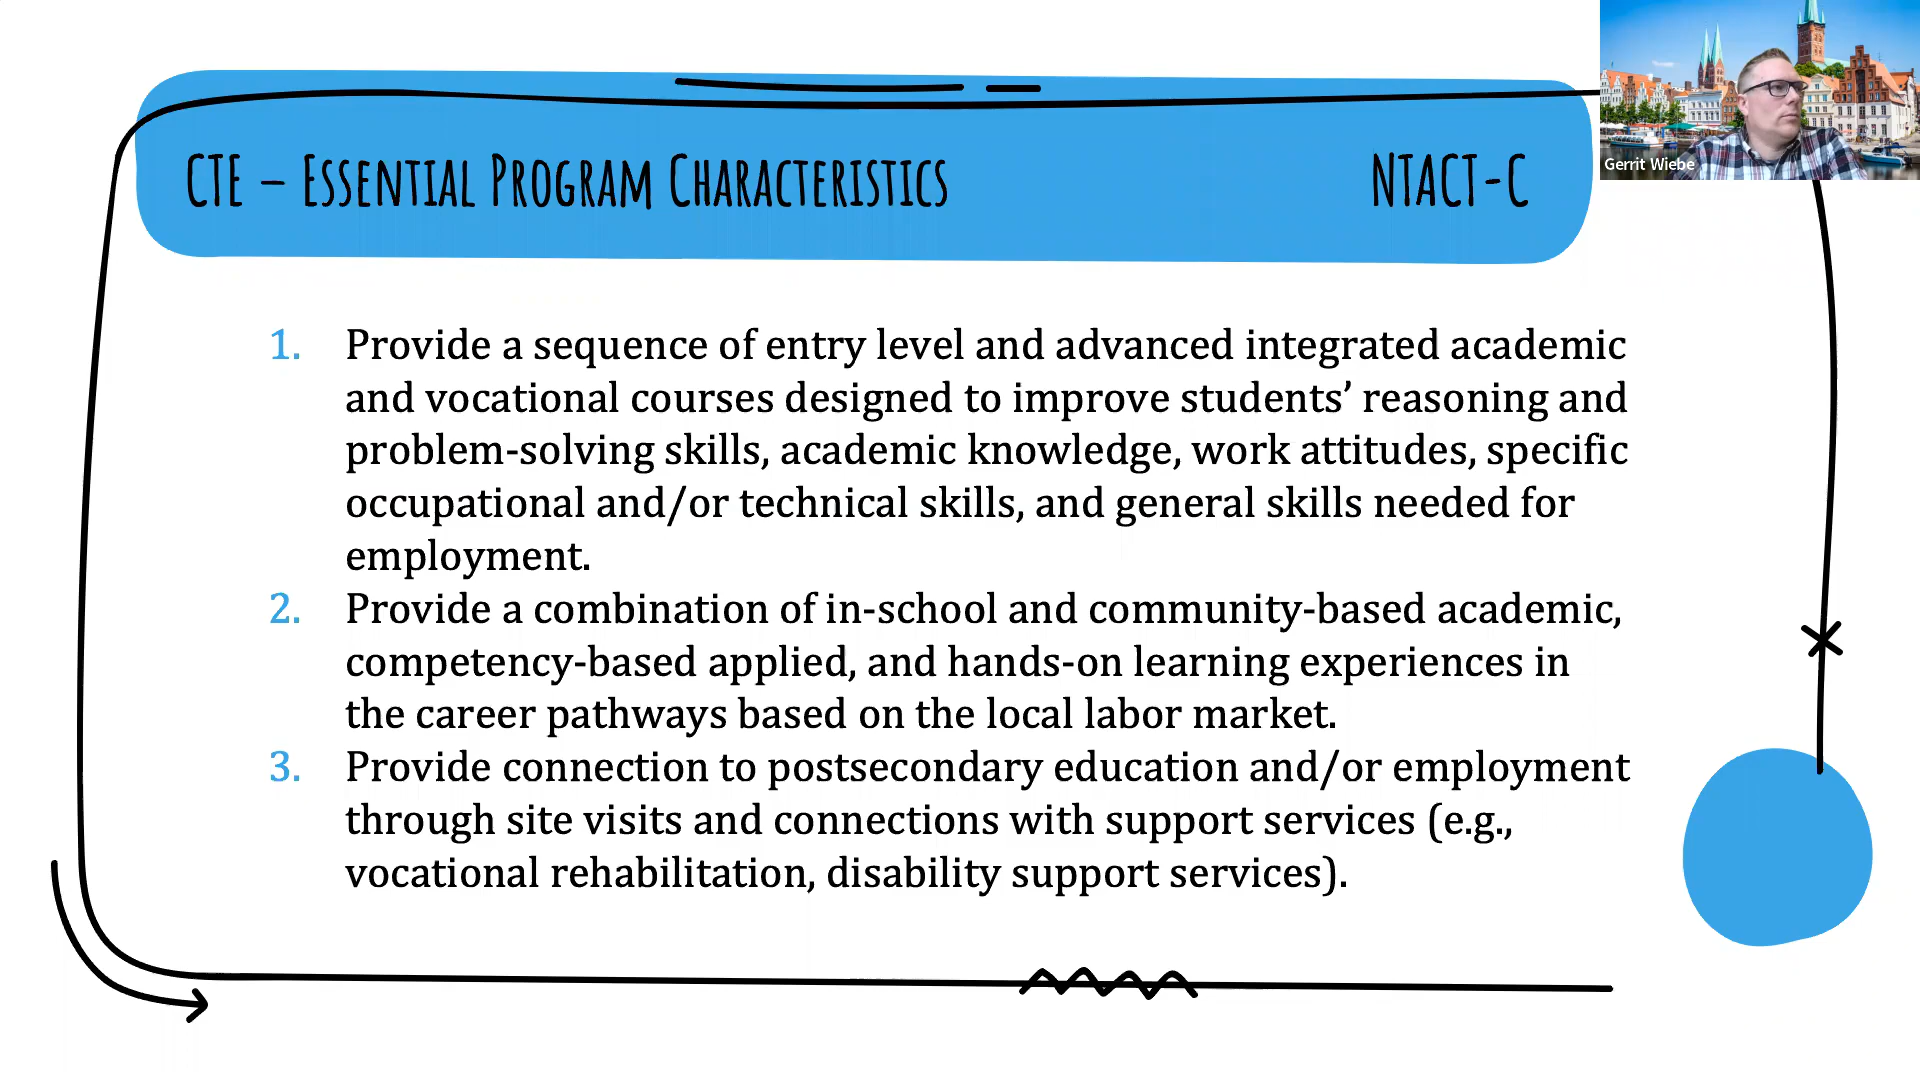 CTE – Essential Program Characteristics NTACT-C
Gerrit Wiebe
1. Provide a sequence of entry level and advanced integrated academic
and vocational courses designed to improve students’ reasoning and
problem-solving skills, academic knowledge, work attitudes, specific
occupational and/or technical skills, and general skills needed for
employment.
2. Provide a combination of in-school and community-based academic,
competency-based applied, and hands-on learning experiences in
the career pathways based on the local labor market.
3. Provide connection to postsecondary education and/or employment
through site visits and connections with support services (e.g.,
vocational rehabilitation, disability support services).